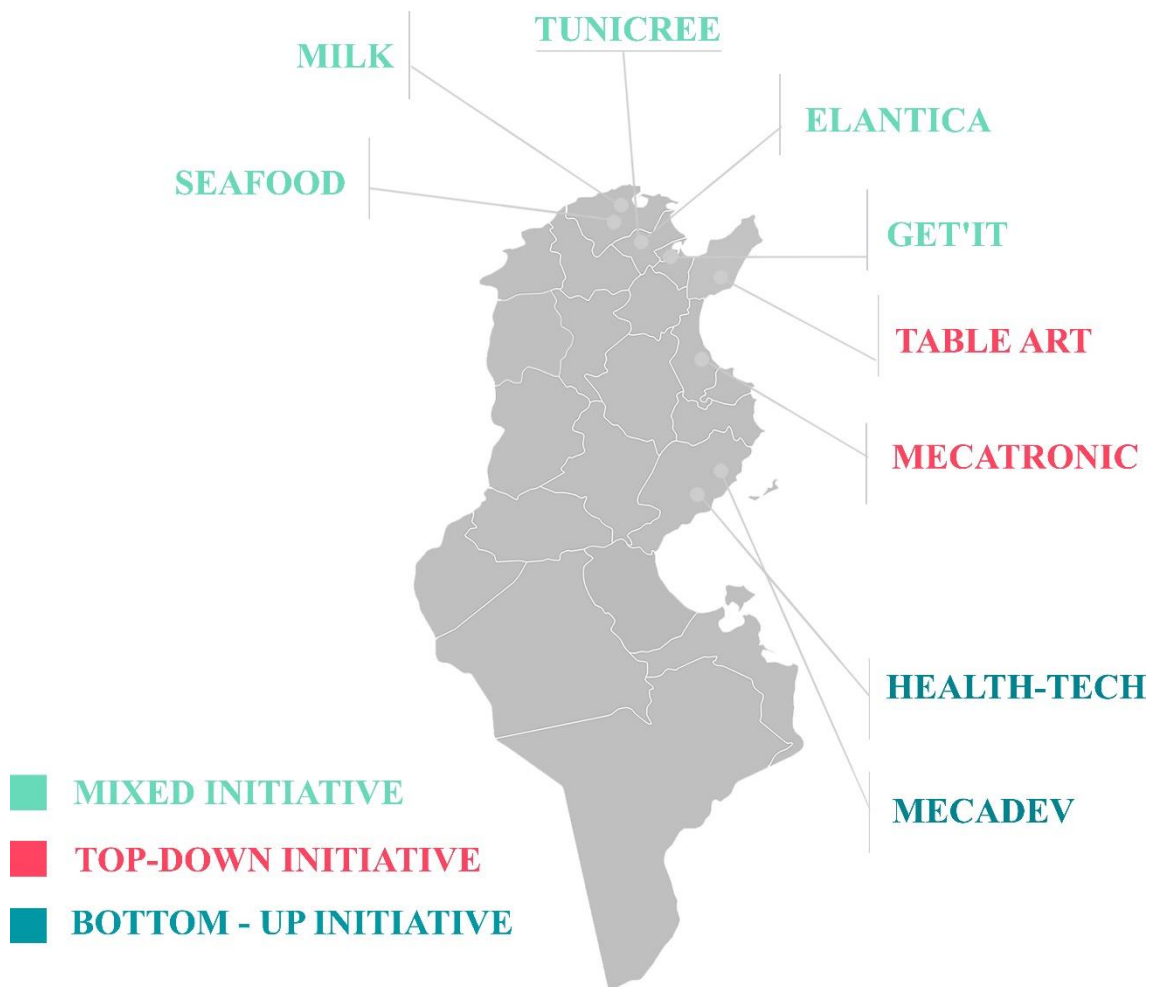 TUNICREE
MILK
ELANTICA
SEAFOOD
GET'IT
TABLE ART
MECATRONIC
HEALTH-TECH
MIXED INITIATIVE
MECADEV
TOP-DOWN INITIATIVE
BOTTOM - UP INITIATIVE